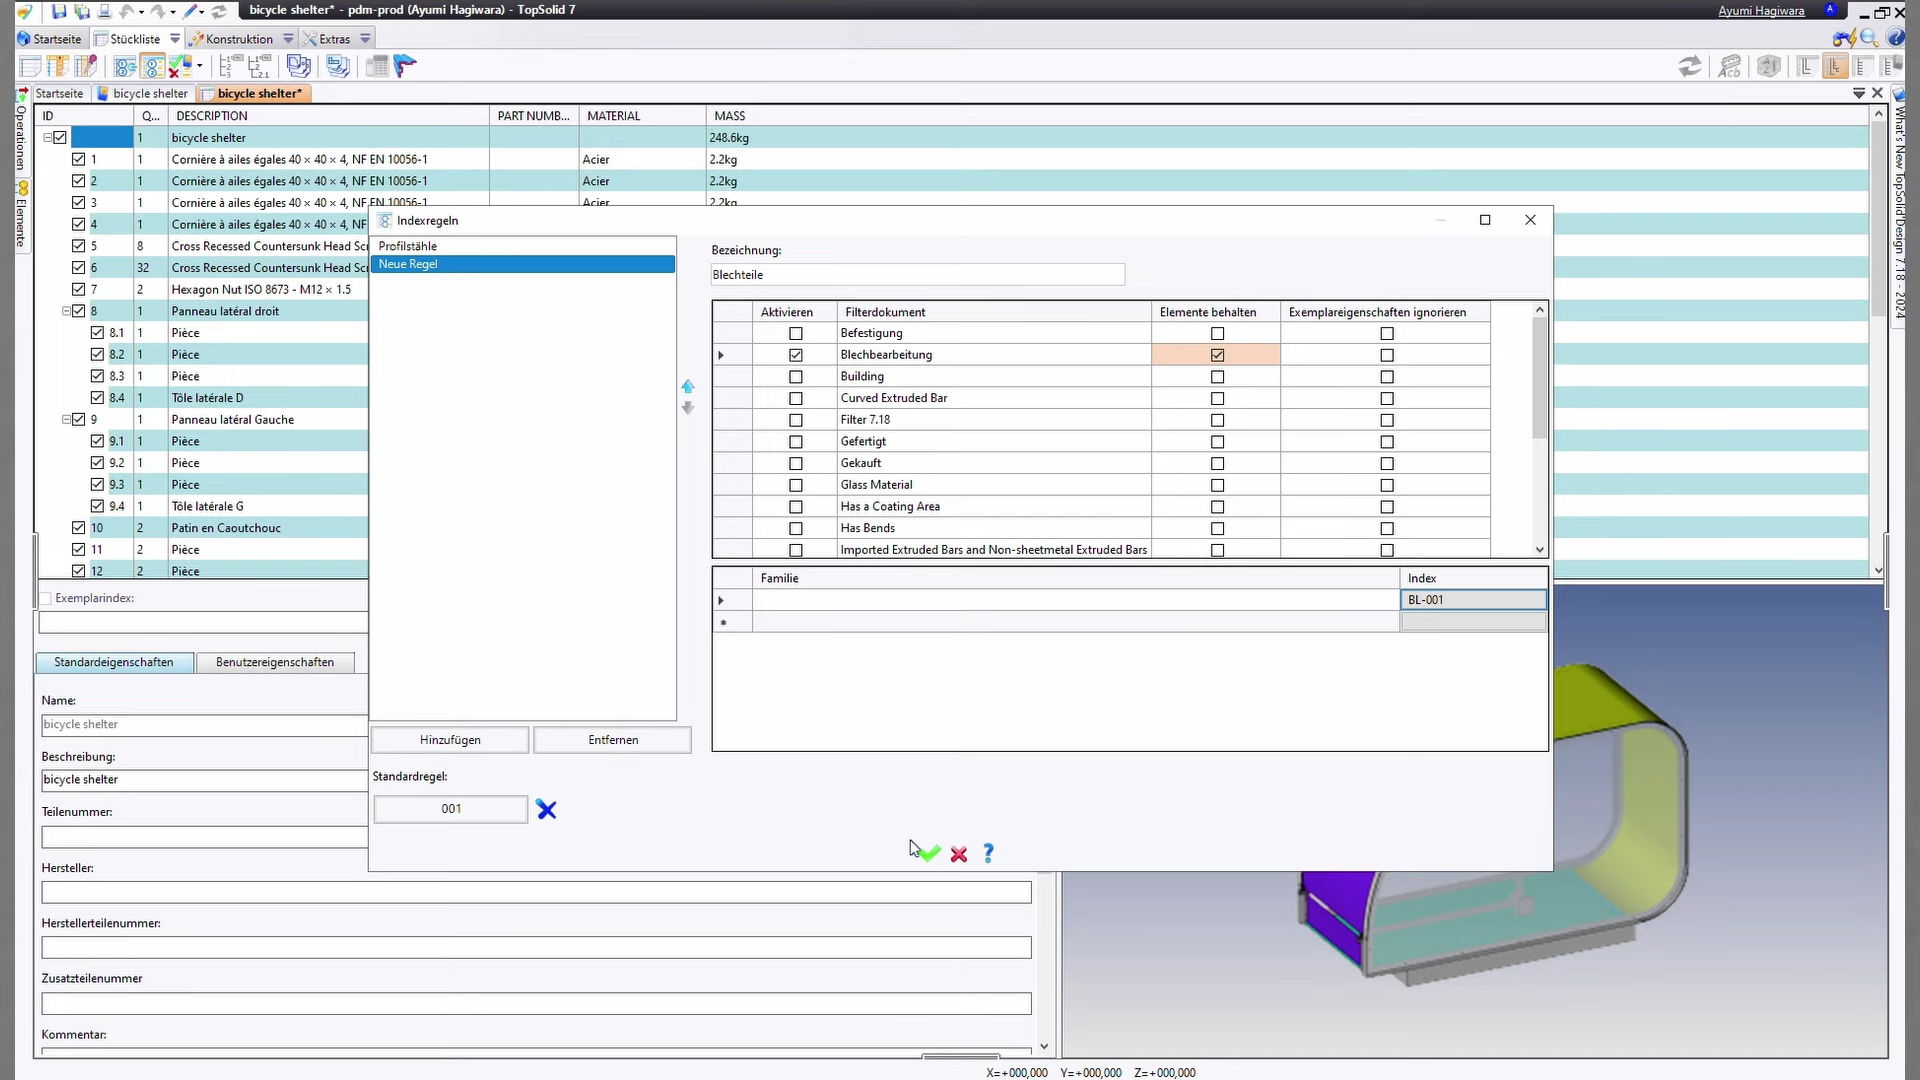 bicycle shelter* - pdm-prod (Ayumi Hagiwara) - TopSolid 7
Ayumi Hagiwara
A
Startseite
Stückliste
Konstruktion
Extras
Startseite
bicycle shelter
bicycle shelter*
Operationen
Elemente
What's New TopSolid'Design 7.18 - 2024
ID Q... DESCRIPTION PART NUMB... MATERIAL MASS
1 bicycle shelter 248.6kg
1 1 Cornière à ailes égales 40 × 40 × 4, NF EN 10056-1 Acier 2.2kg
2 1 Cornière à ailes égales 40 × 40 × 4, NF EN 10056-1 Acier 2.2kg
3 1 Cornière à ailes égales 40 × 40 × 4, NF EN 10056-1 Acier 2.2kg
4 1 Cornière à ailes égales 40 × 40 × 4, NF
5 8 Cross Recessed Countersunk Head Scr
6 32 Cross Recessed Countersunk Head Scr
7 2 Hexagon Nut ISO 8673 - M12 × 1.5
8 1 Panneau latéral droit
8.1 1 Pièce
8.2 1 Pièce
8.3 1 Pièce
8.4 1 Tôle latérale D
9 1 Panneau latéral Gauche
9.1 1 Pièce
9.2 1 Pièce
9.3 1 Pièce
9.4 1 Tôle latérale G
10 2 Patin en Caoutchouc
11 2 Pièce
12 2 Pièce
Exemplarindex:
Standardeigenschaften
Benutzereigenschaften
Name:
bicycle shelter
Beschreibung:
bicycle shelter
Teilenummer:
Hersteller:
Herstellerteilenummer:
Zusatzteilenummer
Kommentar:
Indexregeln
Profilstähle
Neue Regel
Hinzufügen
Entfernen
Standardregel:
001
Bezeichnung:
Blechteile
Aktivieren Filterdokument Elemente behalten Exemplareigenschaften ignorieren
Befestigung
Blechbearbeitung
Building
Curved Extruded Bar
Filter 7.18
Gefertigt
Gekauft
Glass Material
Has a Coating Area
Has Bends
Imported Extruded Bars and Non-sheetmetal Extruded Bars
Familie Index
BL-001
X=+000,000 Y=+000,000 Z=+000,000